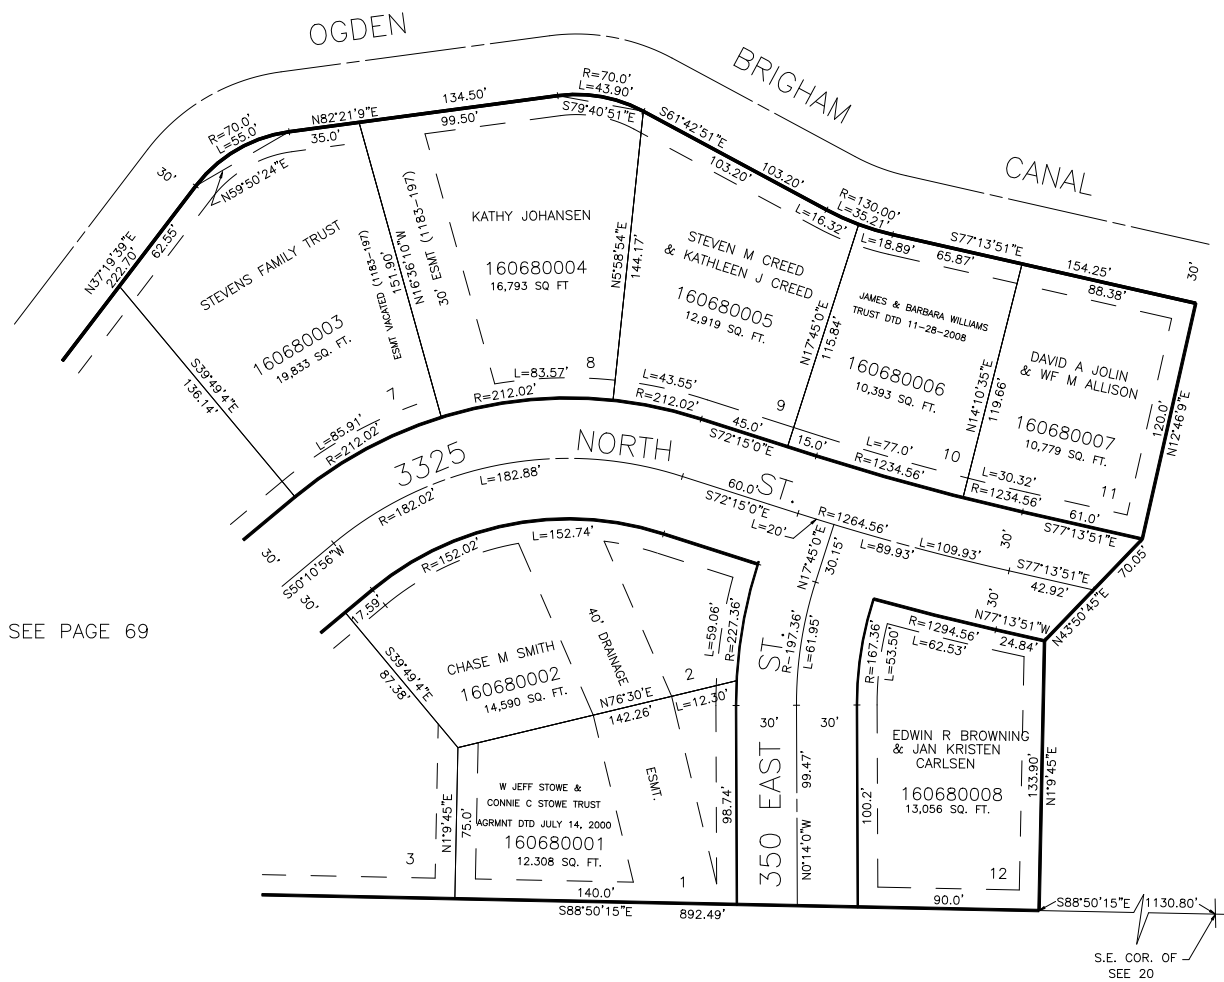 OGDEN
BRIGHAM
CANAL
R=70.0'
L=55.0'
N82°21'9"E
134.50'
R=70.0'
L=43.90'
S79°40'51"E
S61°42'51"E
35.0'
99.50'
30'
N59°50'24"E
103.20'
103.20'
R=130.00'
L=35.21'
L=16.32'
L=18.89'
65.87'
S77°13'51"E
154.25'
88.38'
30'
N37°19'39"E
222.70'
62.55'
STEVENS FAMILY TRUST
160680003
19,833 SQ. FT.
7
ESMT VACATED (1183-197)
151.90'
N16°36'10"W
30' ESMT (1183-197)
KATHY JOHANSEN
160680004
16,793 SQ FT
8
N5°58'54"E
144.17'
STEVEN M CREED
& KATHLEEN J CREED
160680005
12,919 SQ. FT.
9
N17°45'0"E
115.84'
JAMES & BARBARA WILLIAMS
TRUST DTD 11-28-2008
160680006
10,393 SQ. FT.
10
N14°10'35"E
119.66'
DAVID A JOLIN
& WF M ALLISON
160680007
10,779 SQ. FT.
11
120.0'
N12°46'9"E
S39°49'4"E
136.14'
L=85.91'
R=212.02'
L=83.57'
R=212.02'
L=43.55'
R=212.02'
45.0'
S72°15'0"E
15.0'
L=77.0'
R=1234.56'
L=30.32'
R=1234.56'
61.0'
S77°13'51"E
3325
NORTH
ST.
R=182.02'
L=182.88'
60.0'
S72°15'0"E
L=20'
R=1264.56'
L=89.93'
L=109.93'
30'
S77°13'51"E
42.92'
70.05'
N43°50'45"E
30'
S50°10'56"W
30'
17.59'
R=152.02'
L=152.74'
N17°45'0"E
30.15'
SEE PAGE 69
S39°49'4"E
87.38'
CHASE M SMITH
160680002
14,590 SQ. FT.
2
40' DRAINAGE
ESMT.
N76°30'E
142.26'
L=12.30'
L=59.06'
R=227.36'
R-197.36'
L=61.95'
R=167.36'
L=53.50'
30'
N77°13'51"W
R=1294.56'
L=62.53'
24.84'
30'
30'
350 EAST ST.
99.47'
N0°14'0"W
98.74'
100.2'
W JEFF STOWE &
CONNIE C STOWE TRUST
AGRMNT DTD JULY 14, 2000
160680001
12.308 SQ. FT.
1
N1°9'45"E
75.0'
3
EDWIN R BROWNING
& JAN KRISTEN
CARLSEN
160680008
13,056 SQ. FT.
12
133.90'
N1°9'45"E
140.0'
S88°50'15"E
892.49'
90.0'
S88°50'15"E
1130.80'
S.E. COR. OF
SEE 20